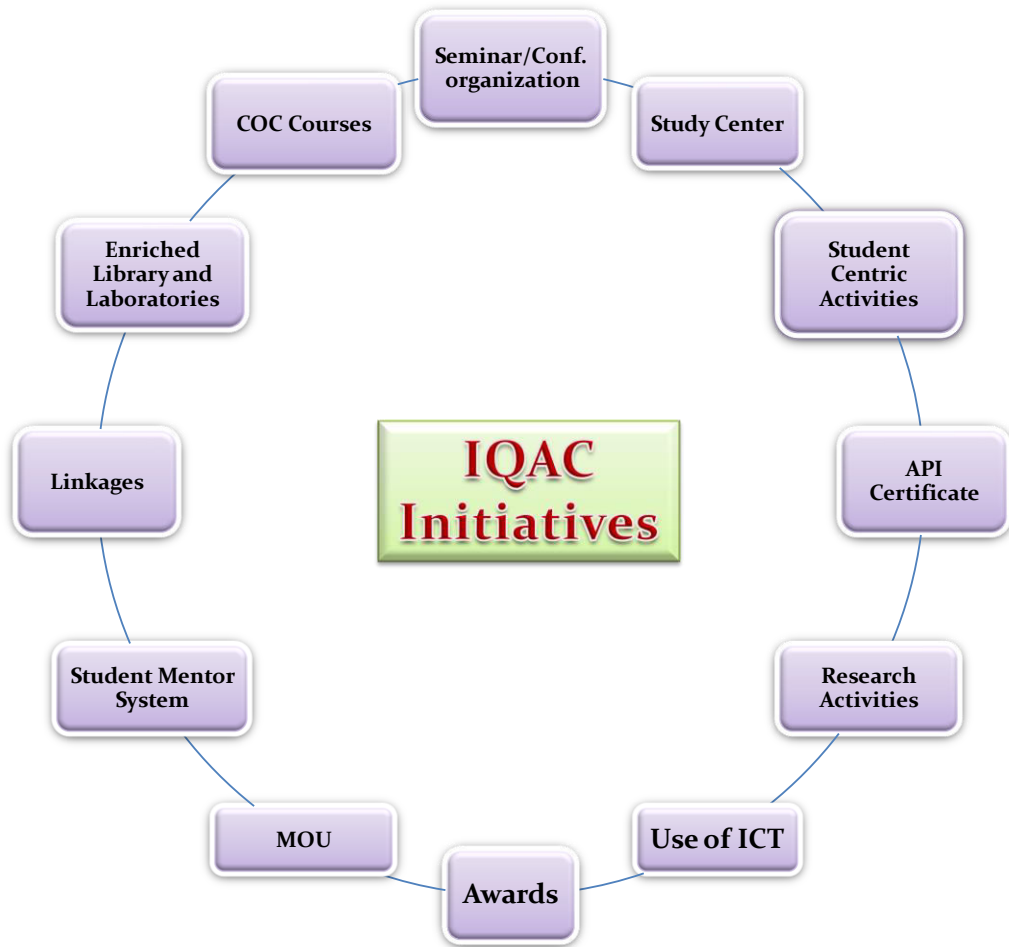 Seminar/Conf.
organization
Study Center
Student
Centric
Activities
API
Certificate
Research
Activities
Use of ICT
Awards
MOU
Student Mentor
System
Linkages
Enriched
Library and
Laboratories
COC Courses
IQAC
Initiatives